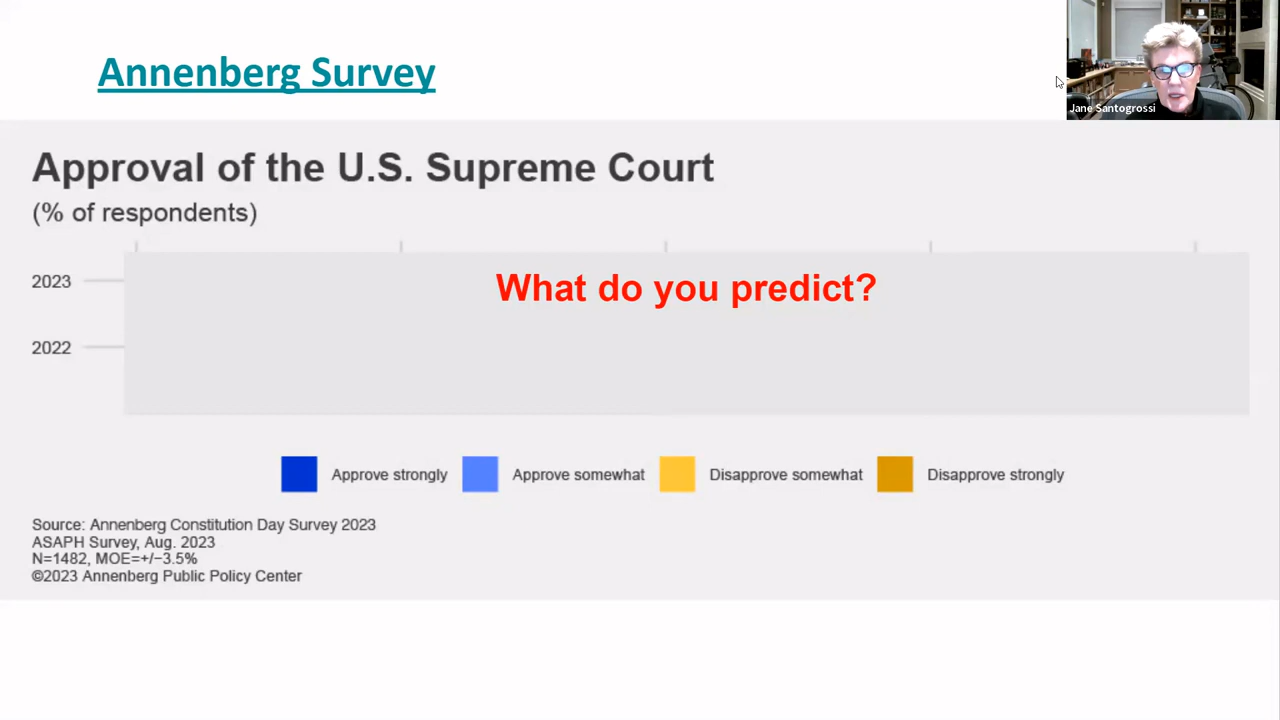 Annenberg Survey
Jane Santogrossi
Approval of the U.S. Supreme Court
(% of respondents)
2023
What do you predict?
2022
Approve strongly
Approve somewhat
Disapprove somewhat
Disapprove strongly
Source: Annenberg Constitution Day Survey 2023
ASAPH Survey, Aug. 2023
N=1482, MOE=+/−3.5%
©2023 Annenberg Public Policy Center